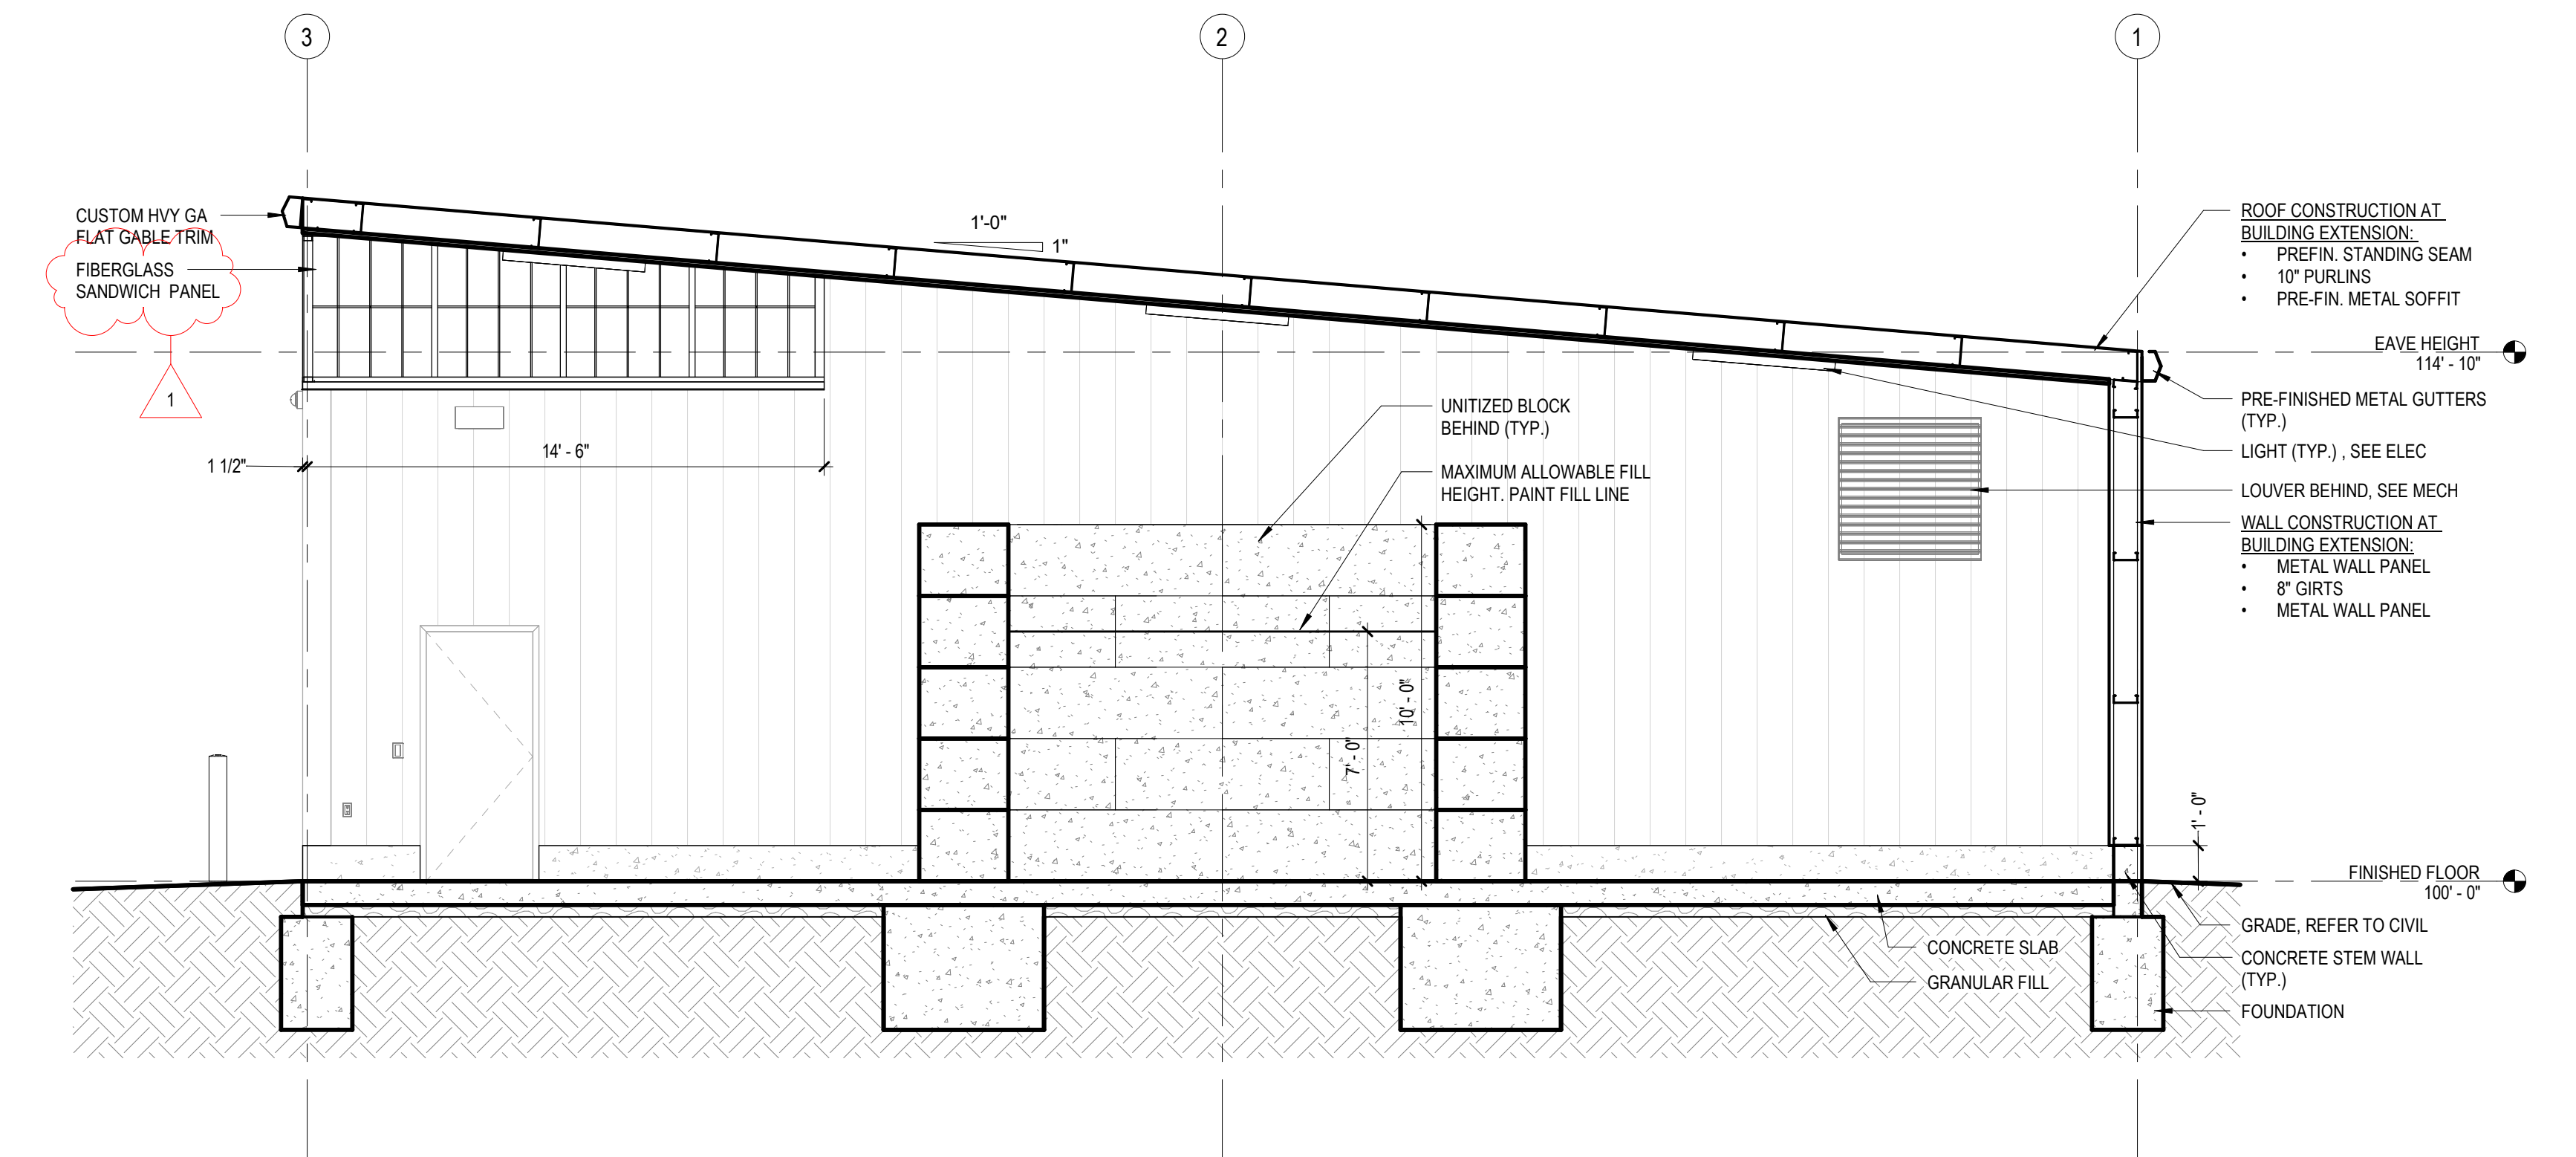 3
2
1
CUSTOM HVY GA
FLAT GABLE TRIM
FIBERGLASS
SANDWICH PANEL
1
1'-0"
1"
1 1/2"
14' - 6"
UNITIZED BLOCK
BEHIND (TYP.)
MAXIMUM ALLOWABLE FILL
HEIGHT. PAINT FILL LINE
10' - 0"
7' - 0"
ROOF CONSTRUCTION AT
BUILDING EXTENSION:
• PREFIN. STANDING SEAM
• 10" PURLINS
• PRE-FIN. METAL SOFFIT
EAVE HEIGHT
114' - 10"
PRE-FINISHED METAL GUTTERS
(TYP.)
LIGHT (TYP.) , SEE ELEC
LOUVER BEHIND, SEE MECH
WALL CONSTRUCTION AT
BUILDING EXTENSION:
• METAL WALL PANEL
• 8" GIRTS
• METAL WALL PANEL
1' - 0"
FINISHED FLOOR
100' - 0"
GRADE, REFER TO CIVIL
CONCRETE SLAB
CONCRETE STEM WALL
(TYP.)
GRANULAR FILL
FOUNDATION